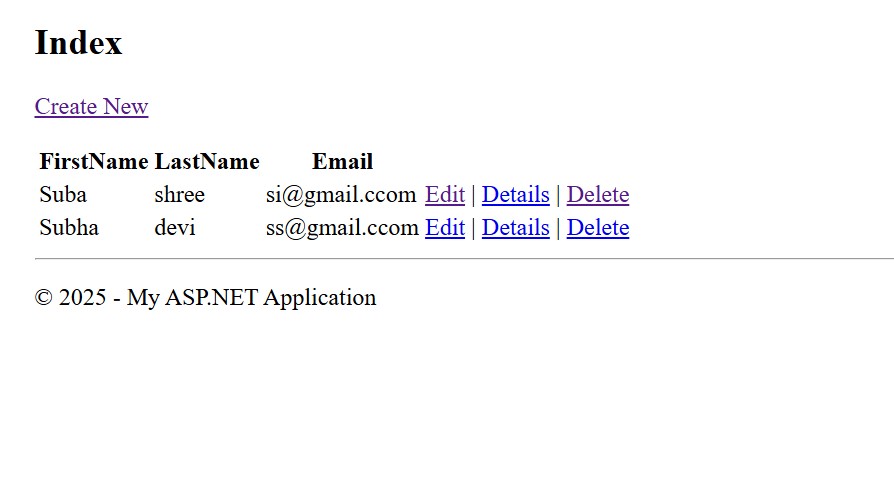 Index
Create New
FirstName LastName Email
Suba shree si@gmail.ccom Edit | Details | Delete
Subha devi ss@gmail.ccom Edit | Details | Delete
© 2025 - My ASP.NET Application